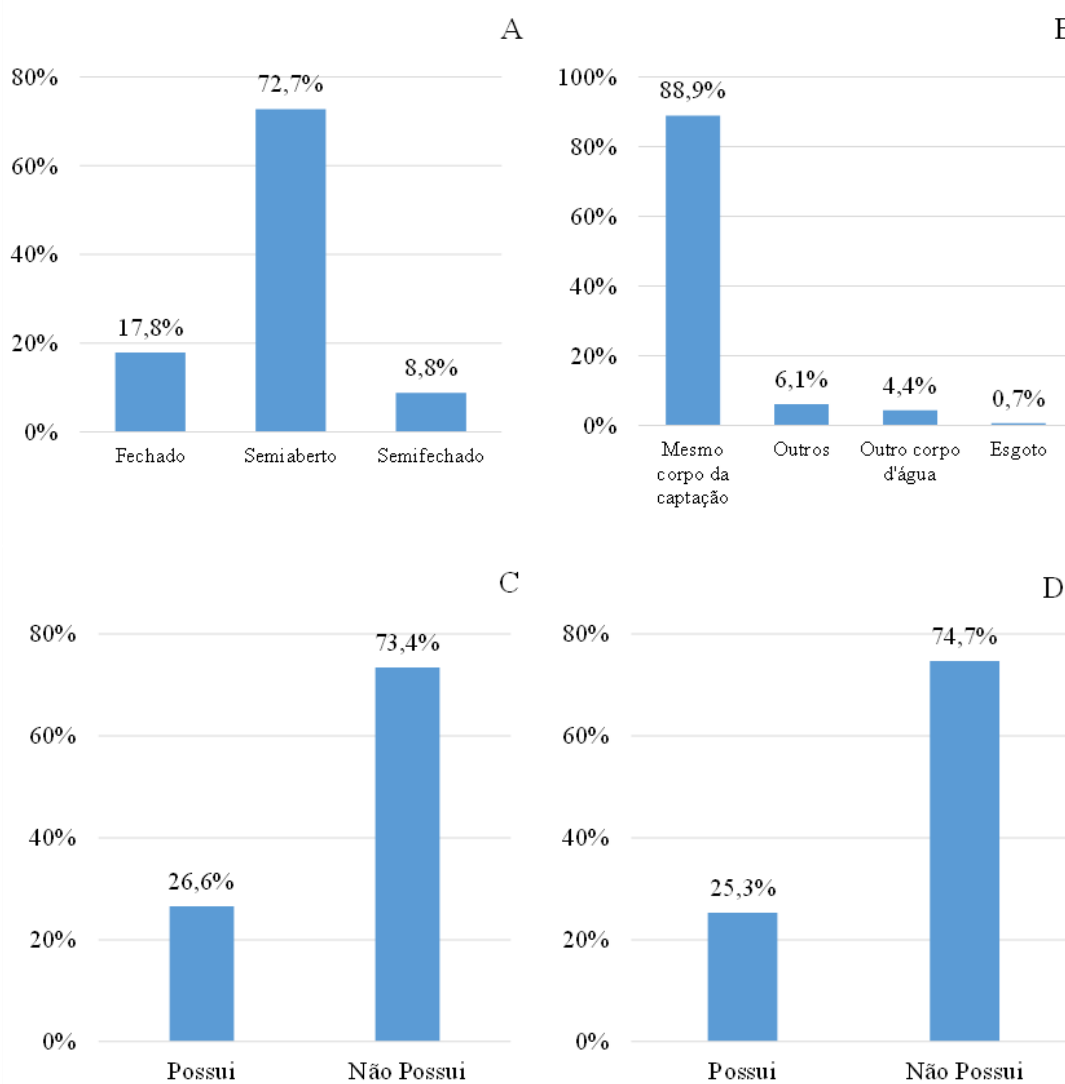 A
80%
72,7%
60%
40%
20%
17,8%
8,8%
0%
Fechado
Semiaberto
Semifechado
B
100%
88,9%
80%
60%
40%
20%
6,1%
4,4%
0,7%
0%
Mesmo
corpo da
captação
Outros
Outro corpo
d'água
Esgoto
C
80%
73,4%
60%
40%
26,6%
20%
0%
Possui
Não Possui
D
80%
74,7%
60%
40%
25,3%
20%
0%
Possui
Não Possui